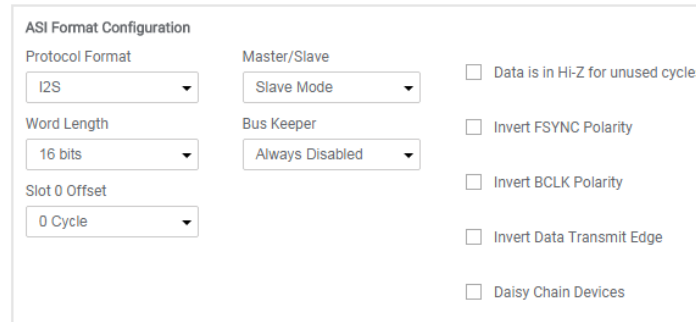 ASI Format Configuration
Protocol Format
I2S
Word Length
16 bits
Slot 0 Offset
0 Cycle
Master/Slave
Slave Mode
Bus Keeper
Always Disabled
Data is in Hi-Z for unused cycle
Invert FSYNC Polarity
Invert BCLK Polarity
Invert Data Transmit Edge
Daisy Chain Devices